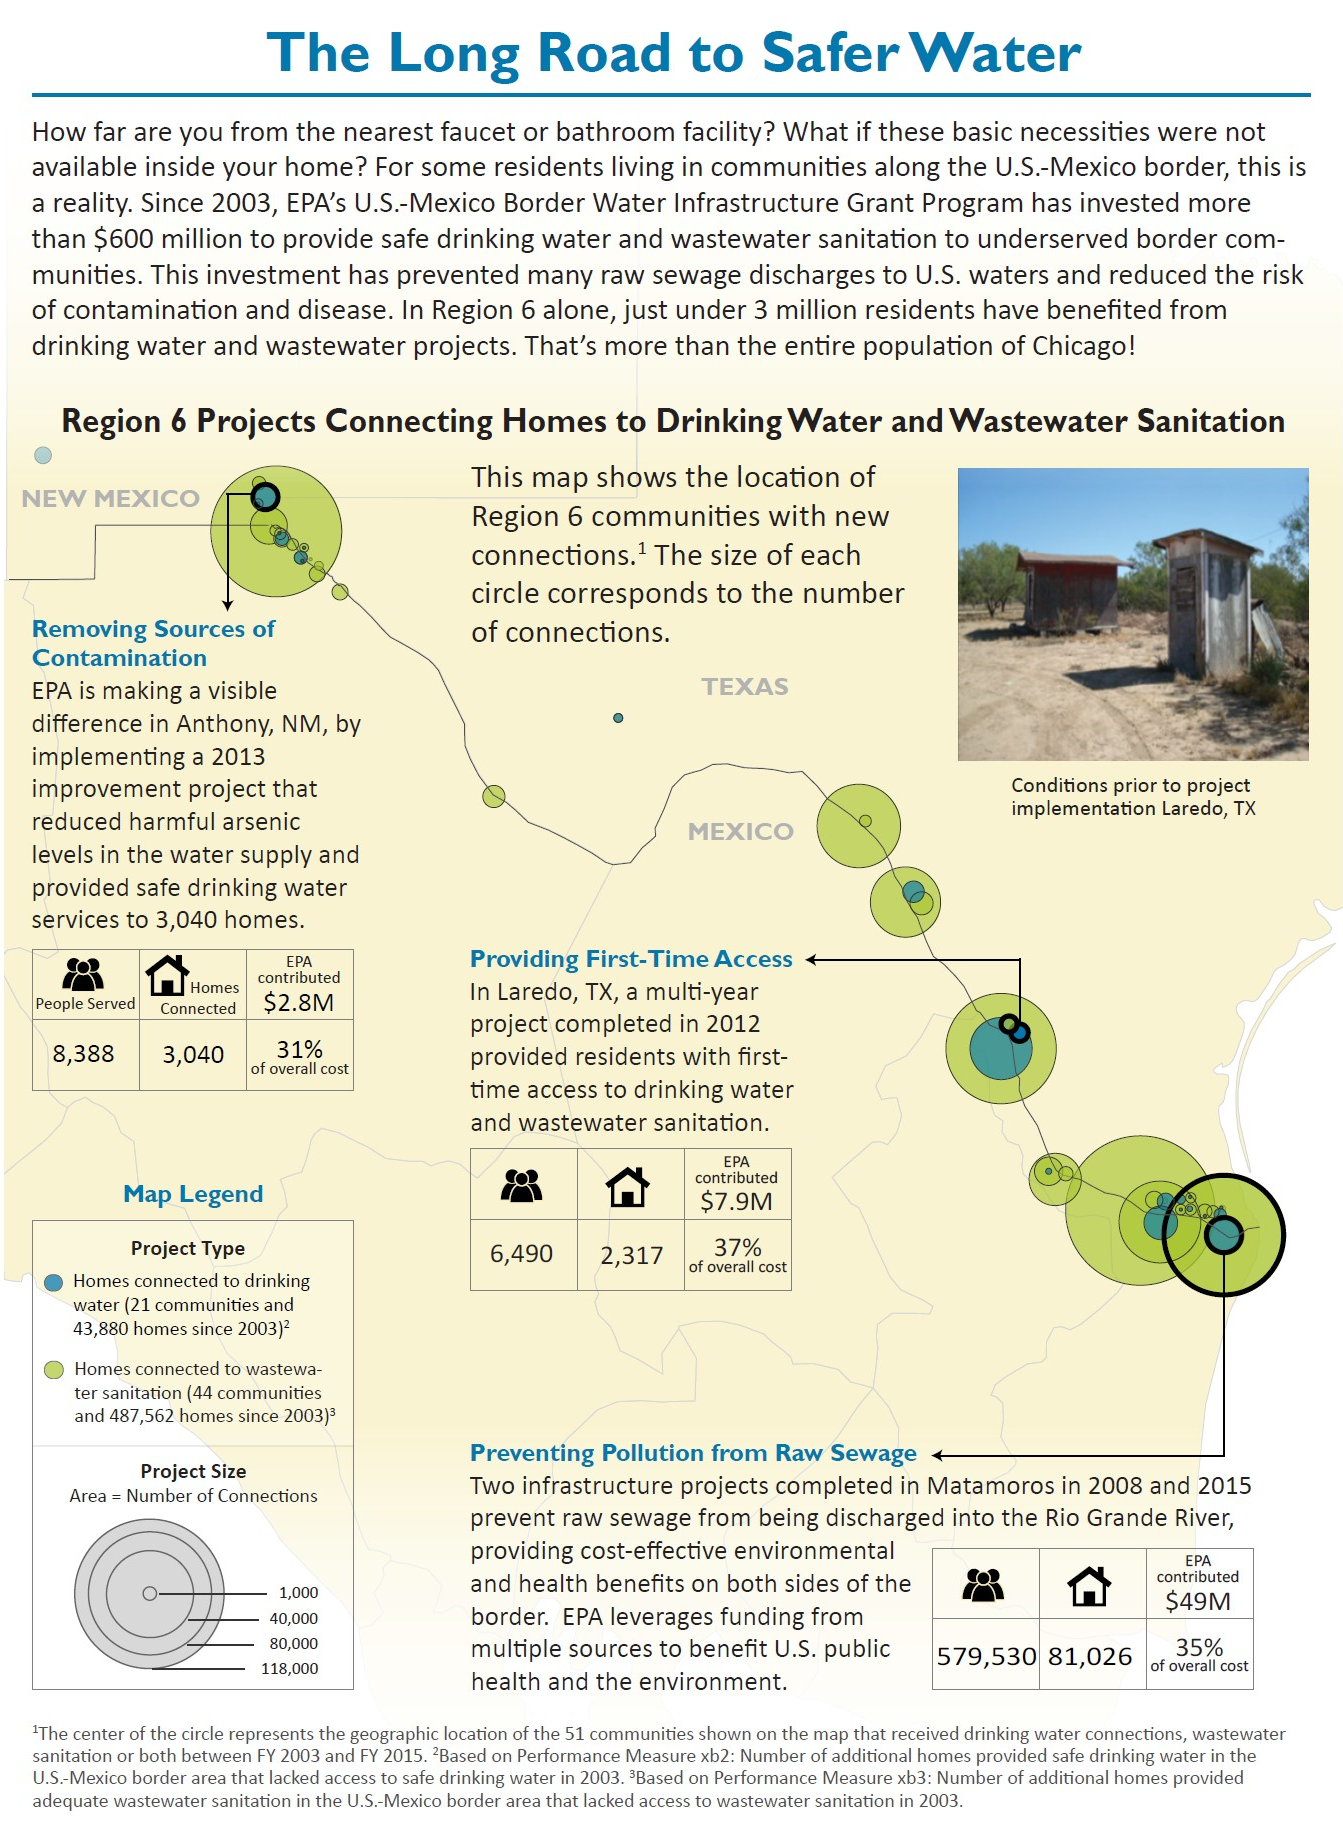 The Long Road to Safer Water
How far are you from the nearest faucet or bathroom facility? What if these basic necessities were not
available inside your home? For some residents living in communities along the U.S.-Mexico border, this is
a reality. Since 2003, EPA’s U.S.-Mexico Border Water Infrastructure Grant Program has invested more
than $600 million to provide safe drinking water and wastewater sanitation to underserved border com-
munities. This investment has prevented many raw sewage discharges to U.S. waters and reduced the risk
of contamination and disease. In Region 6 alone, just under 3 million residents have benefited from
drinking water and wastewater projects. That’s more than the entire population of Chicago!
Region 6 Projects Connecting Homes to Drinking Water and Wastewater Sanitation
NEW MEXICO
This map shows the location of
Region 6 communities with new
connections.¹ The size of each
circle corresponds to the number
of connections.
TEXAS
MEXICO
Conditions prior to project
implementation Laredo, TX
Removing Sources of
Contamination
EPA is making a visible
difference in Anthony, NM, by
implementing a 2013
improvement project that
reduced harmful arsenic
levels in the water supply and
provided safe drinking water
services to 3,040 homes.
People Served
Homes
Connected
EPA
contributed
$2.8M
8,388
3,040
31%
of overall cost
Providing First-Time Access
In Laredo, TX, a multi-year
project completed in 2012
provided residents with first-
time access to drinking water
and wastewater sanitation.
EPA
contributed
$7.9M
6,490
2,317
37%
of overall cost
Map Legend
Project Type
Homes connected to drinking
water (21 communities and
43,880 homes since 2003)²
Homes connected to wastewa-
ter sanitation (44 communities
and 487,562 homes since 2003)³
Project Size
Area = Number of Connections
1,000
40,000
80,000
118,000
Preventing Pollution from Raw Sewage
Two infrastructure projects completed in Matamoros in 2008 and 2015
prevent raw sewage from being discharged into the Rio Grande River,
providing cost-effective environmental
and health benefits on both sides of the
border.  EPA leverages funding from
multiple sources to benefit U.S. public
health and the environment.
EPA
contributed
$49M
579,530
81,026
35%
of overall cost
¹The center of the circle represents the geographic location of the 51 communities shown on the map that received drinking water connections, wastewater
sanitation or both between FY 2003 and FY 2015. ²Based on Performance Measure xb2: Number of additional homes provided safe drinking water in the
U.S.-Mexico border area that lacked access to safe drinking water in 2003. ³Based on Performance Measure xb3: Number of additional homes provided
adequate wastewater sanitation in the U.S.-Mexico border area that lacked access to wastewater sanitation in 2003.